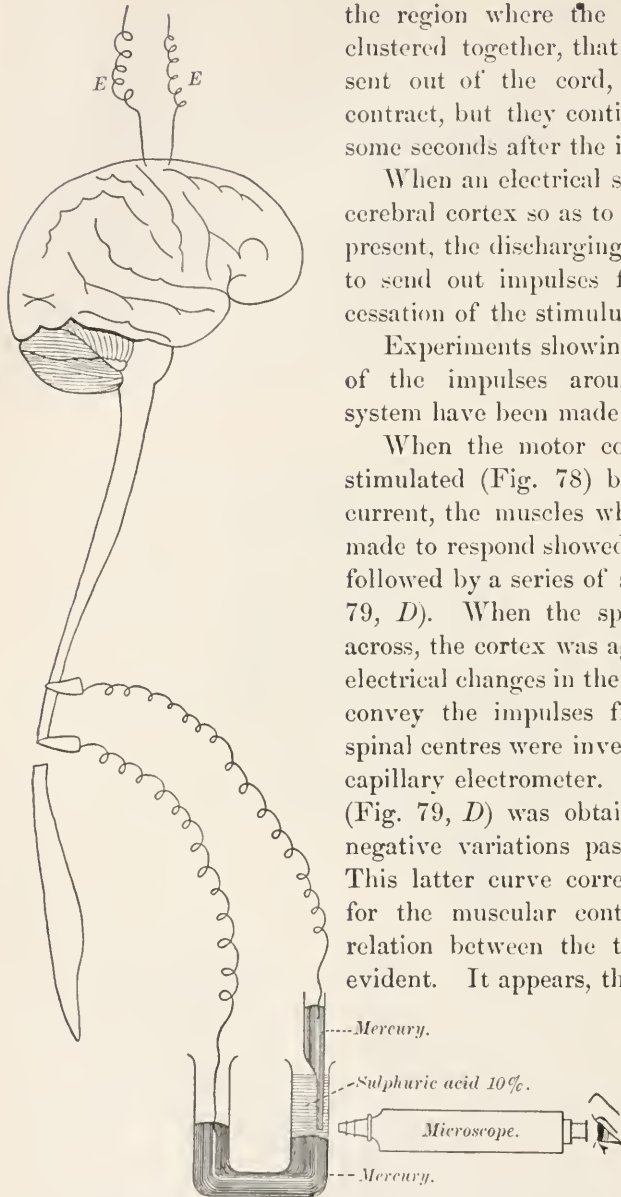 E E
the region where the
clustered together, that
sent out of the cord,
contract, but they conti
some seconds after the i
When an electrical s
cerebral cortex so as to
present, the discharging
to send out impulses f
cessation of the stimulu
Experiments showin
of the impulses arou
system have been made
When the motor co
stimulated (Fig. 78) b
current, the muscles wh
made to respond showed
followed by a series of s
79, D). When the sp
across, the cortex was ag
electrical changes in the
convey the impulses f
spinal centres were inve
capillary electrometer.
(Fig. 79, D) was obtai
negative variations pas
This latter curve corre
for the muscular cont
relation between the t
evident. It appears, th
Mercury.
Sulphuric acid 10%.
Microscope.
Mercury.